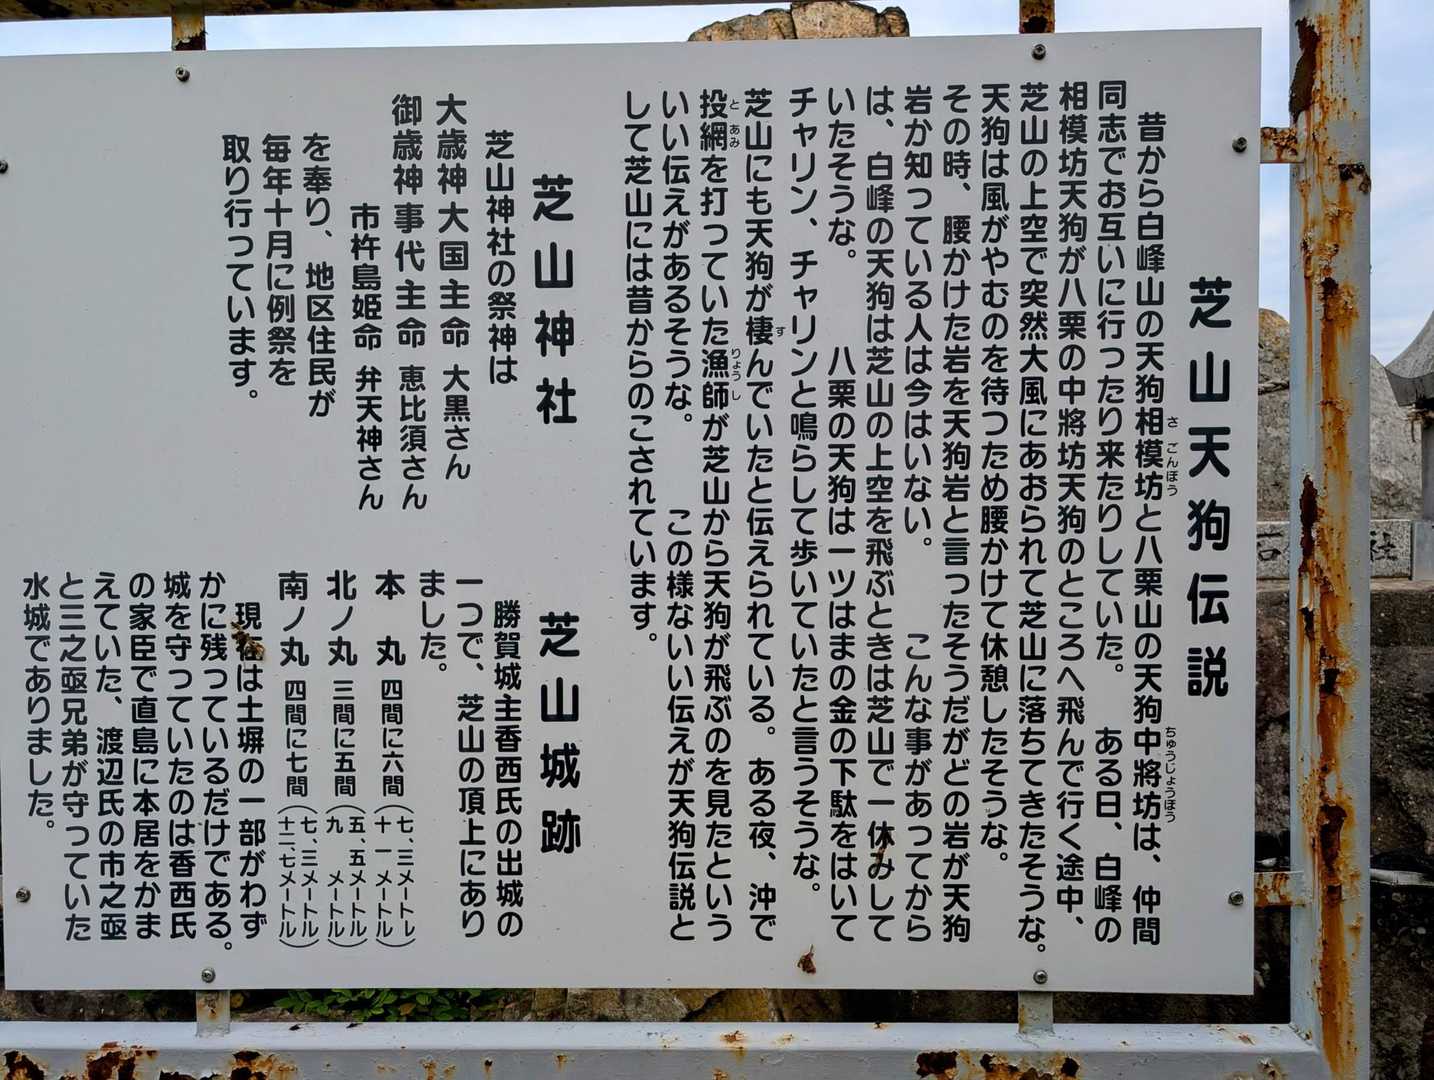 芝山天狗伝説
昔から白峰山の天狗相模坊と八栗山の天狗中將坊は、仲間
さごんぼう
ちゅうじょうぼう
同志でお互いに行ったり来たりしていた。　ある日、白峰の
相模坊天狗が八栗の中將坊天狗のところへ飛んで行く途中、
芝山の上空で突然大風にあおられて芝山に落ちてきたそうな。
天狗は風がやむのを待つため腰かけて休憩したそうな。
その時、腰かけた岩を天狗岩と言ったそうだがどの岩が天狗
岩か知っている人は今はいない。　こんな事があってから
は、白峰の天狗は芝山の上空を飛ぶときは芝山で一休みして
いたそうな。　八栗の天狗は一ツはまの金の下駄をはいて
チャリン、チャリンと鳴らして歩いていたと言うそうな。
芝山にも天狗が棲んでいたと伝えられている。ある夜、沖で
す
投網を打っていた漁師が芝山から天狗が飛ぶのを見たという
とあみ
りょうし
いい伝えがあるそうな。　この様ないい伝えが天狗伝説と
して芝山には昔からのこされています。
芝山神社
芝山神社の祭神は
大歳神 大国主命 大黒さん
御歳神 事代主命 恵比須さん
市杵島姫命 弁天神さん
を奉り、地区住民が
毎年十月に例祭を
取り行っています。
芝山城跡
勝賀城主香西氏の出城の
一つで、芝山の頂上にあり
ました。
本　丸　四間に六間（七、三メートル 十一　メートル）
北ノ丸　三間に五間（五、五メートル 九　メートル）
南ノ丸　四間に七間（七、三メートル 十二、七メートル）
現在は土塀の一部がわず
かに残っているだけである。
城を守っていたのは香西氏
の家臣で直島に本居をかま
えていた、渡辺氏の市之亟
と三之亟兄弟が守っていた
水城でありました。